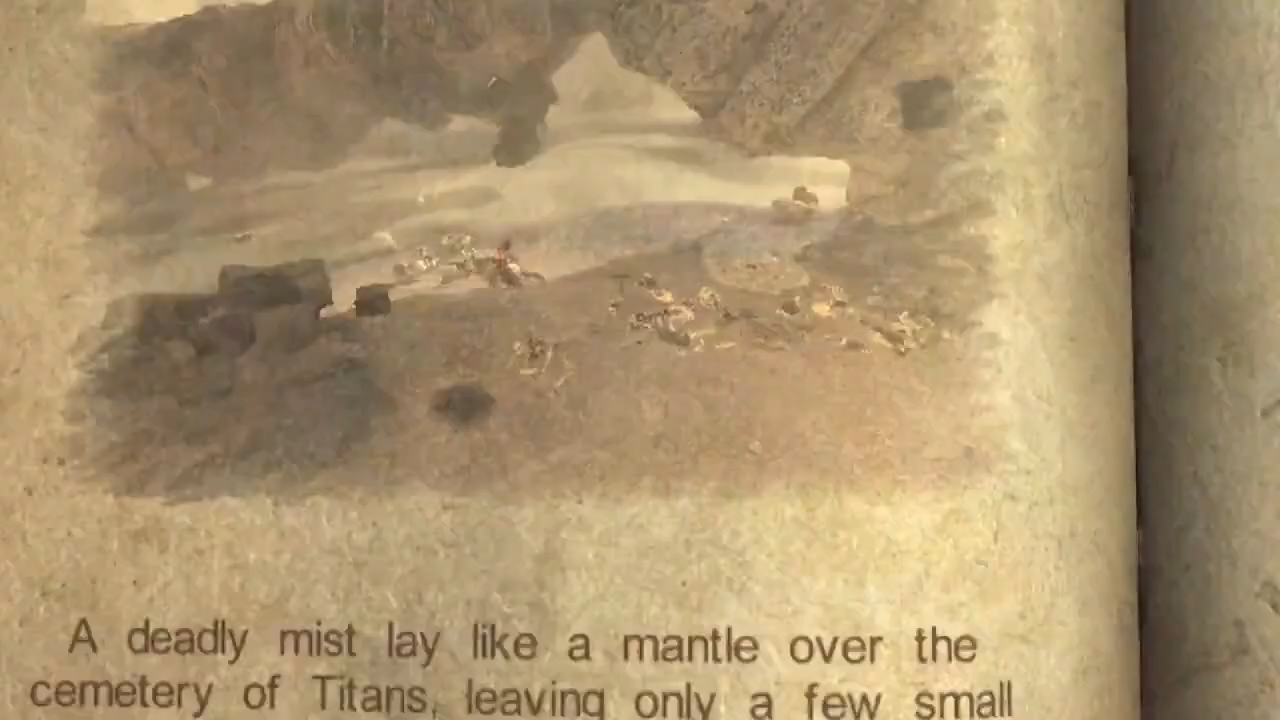 A deadly mist lay like a mantle over the
cemetery of Titans, leaving only a few small